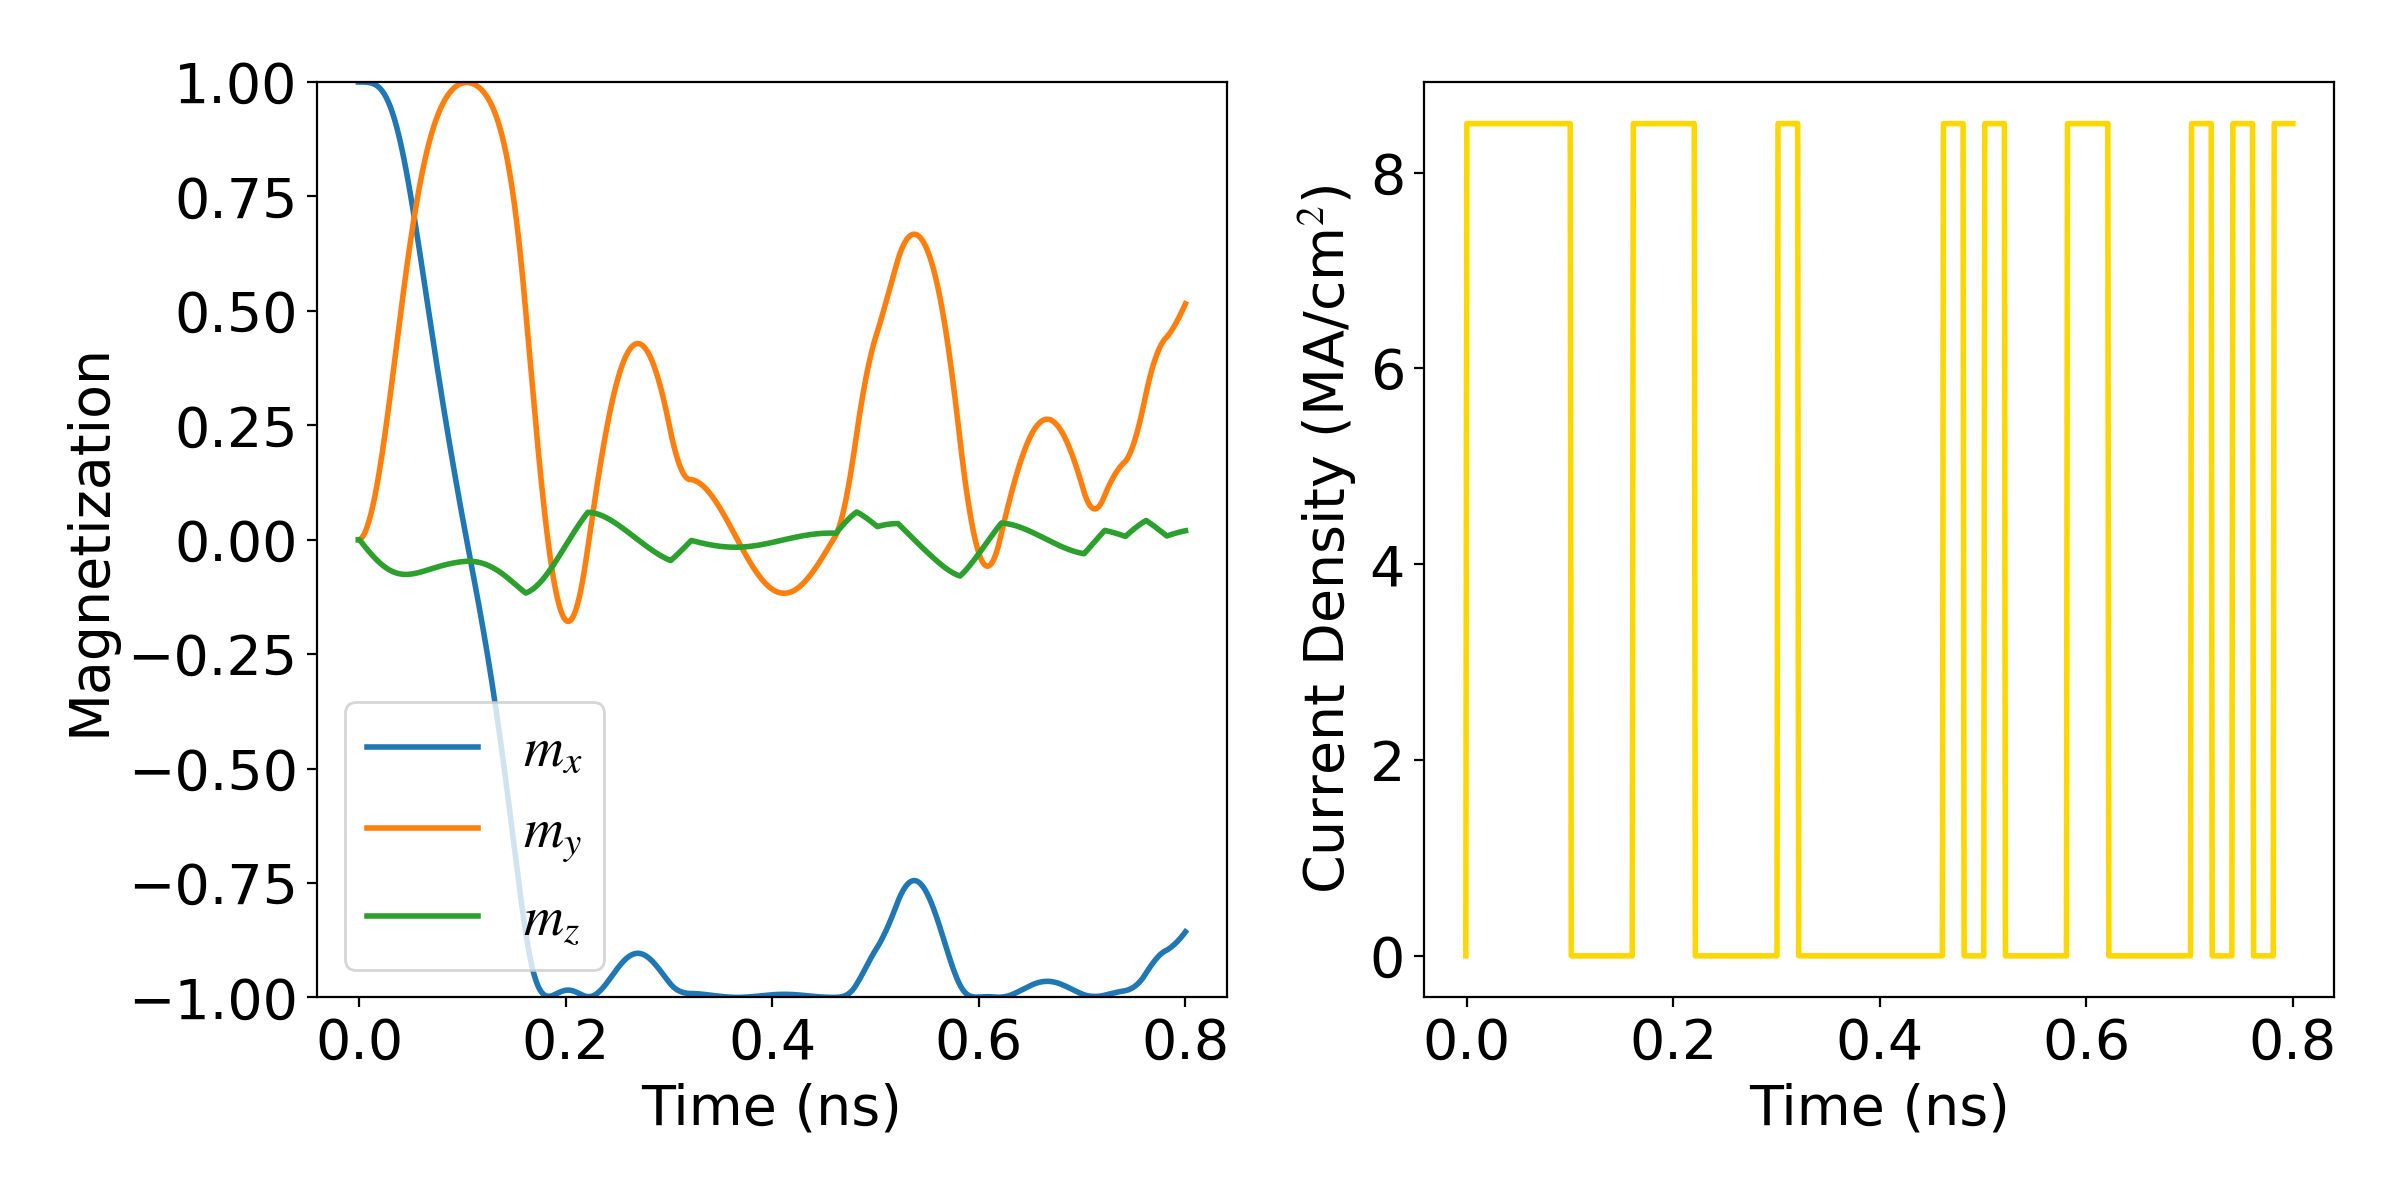 Magnetization
1.00
0.75
0.50
0.25
0.00
−0.25
−0.50
−0.75
−1.00
m_x
m_y
m_z
0.0 0.2 0.4 0.6 0.8
Time (ns)
Current Density (MA/cm²)
8
6
4
2
0
0.0 0.2 0.4 0.6 0.8
Time (ns)